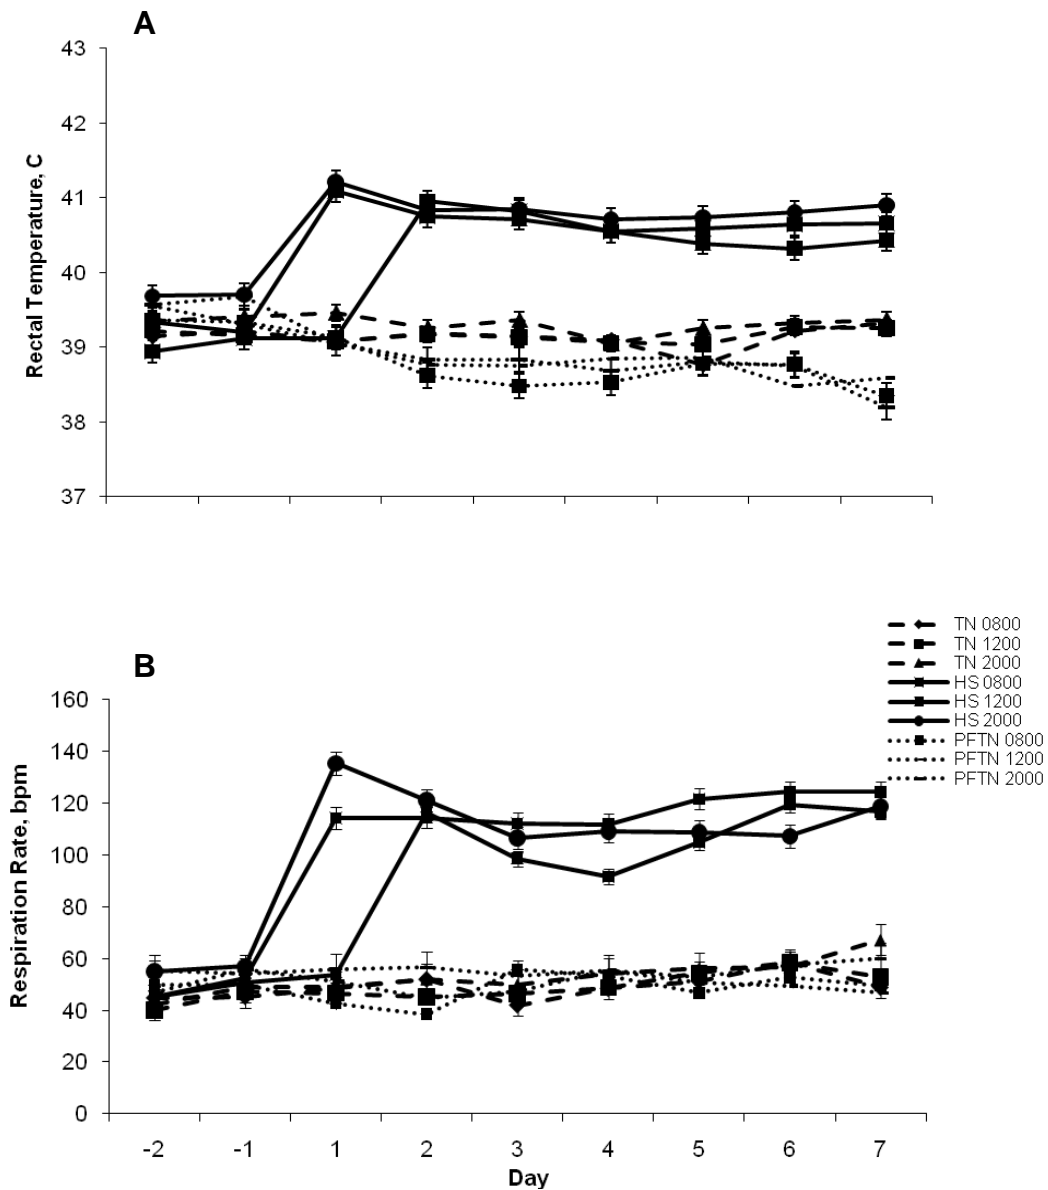 A
43
42
41
40
39
38
37
Rectal Temperature, C
TN 0800
TN 1200
TN 2000
HS 0800
HS 1200
HS 2000
PFTN 0800
PFTN 1200
PFTN 2000
B
160
140
120
100
80
60
40
20
0
Respiration Rate, bpm
-2 -1 1 2 3 4 5 6 7
Day